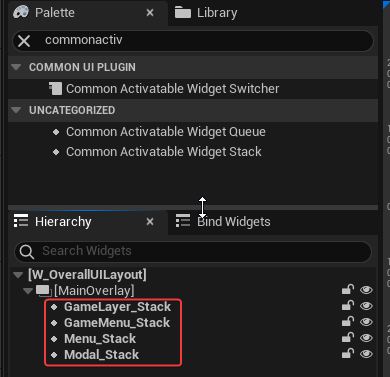 Palette × Library
commonactiv
COMMON UI PLUGIN
Common Activatable Widget Switcher
UNCATEGORIZED
Common Activatable Widget Queue
Common Activatable Widget Stack
Hierarchy × Bind Widgets
Search Widgets
[W_OverallUILayout]
[MainOverlay]
GameLayer_Stack
GameMenu_Stack
Menu_Stack
Modal_Stack